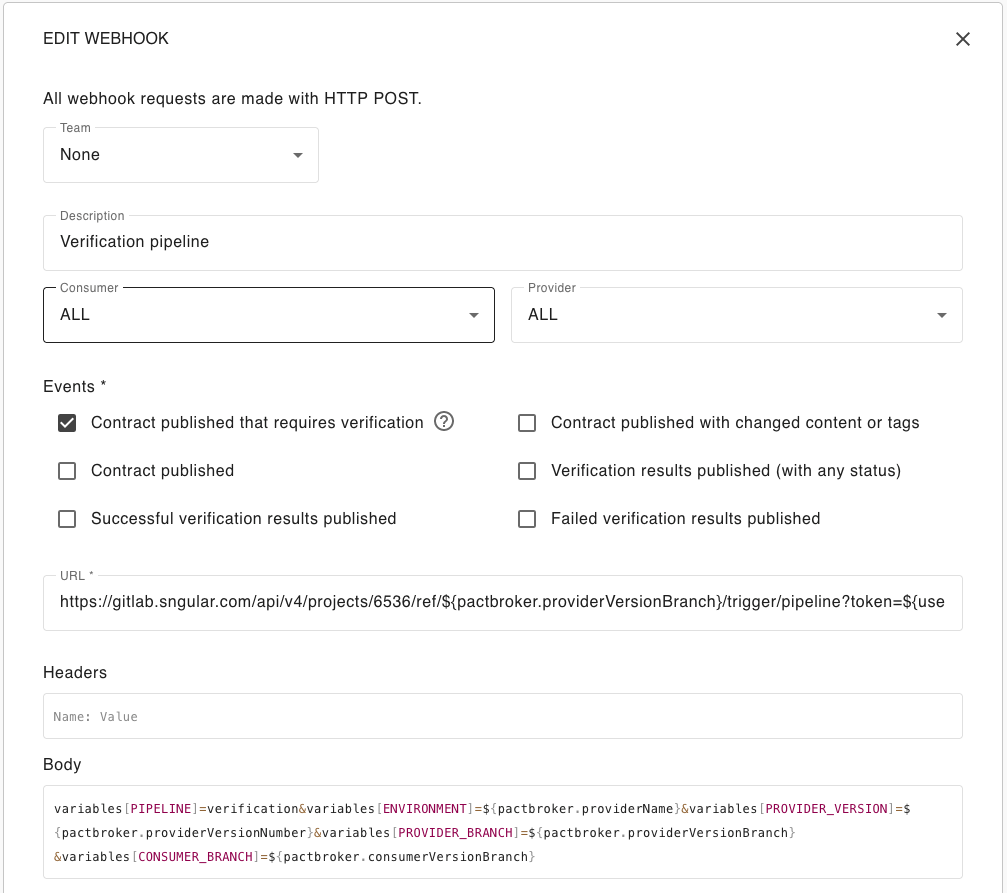 EDIT WEBHOOK
All webhook requests are made with HTTP POST.
Team
None
Description
Verification pipeline
Consumer
ALL
Provider
ALL
Events *
Contract published that requires verification
Contract published with changed content or tags
Contract published
Verification results published (with any status)
Successful verification results published
Failed verification results published
URL *
https://gitlab.sngular.com/api/v4/projects/6536/ref/${pactbroker.providerVersionBranch}/trigger/pipeline?token=${use
Headers
Name: Value
Body
variables[PIPELINE]=verification&variables[ENVIRONMENT]=${pactbroker.providerName}&variables[PROVIDER_VERSION]=$
{pactbroker.providerVersionNumber}&variables[PROVIDER_BRANCH]=${pactbroker.providerVersionBranch}
&variables[CONSUMER_BRANCH]=${pactbroker.consumerVersionBranch}